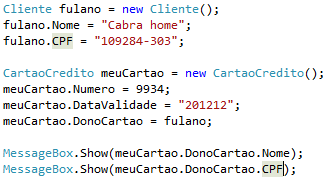 Cliente fulano = new Cliente();
fulano.Nome = "Cabra home";
fulano.CPF = "109284-303";
CartaoCredito meuCartao = new CartaoCredito();
meuCartao.Numero = 9934;
meuCartao.DataValidade = "201212";
meuCartao.DonoCartao = fulano;
MessageBox.Show(meuCartao.DonoCartao.Nome);
MessageBox.Show(meuCartao.DonoCartao.CPF);